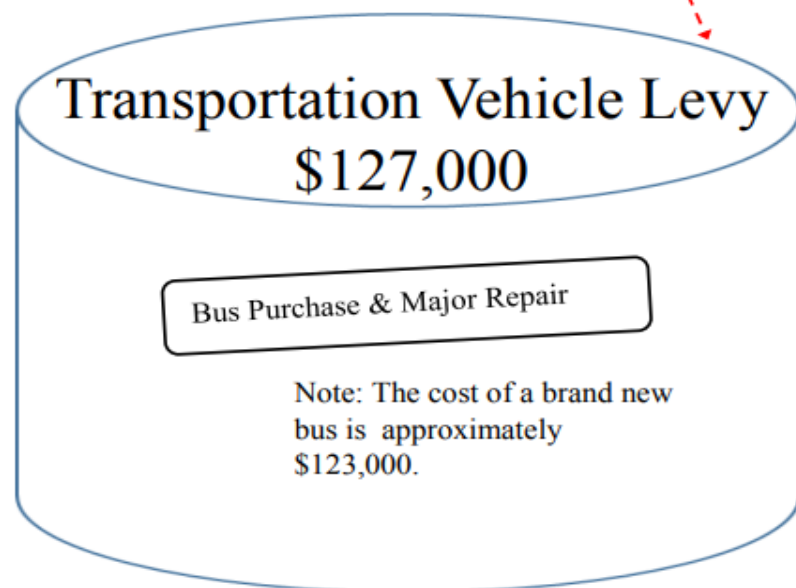 Transportation Vehicle Levy
$127,000
Bus Purchase & Major Repair
Note: The cost of a brand new
bus is approximately
$123,000.